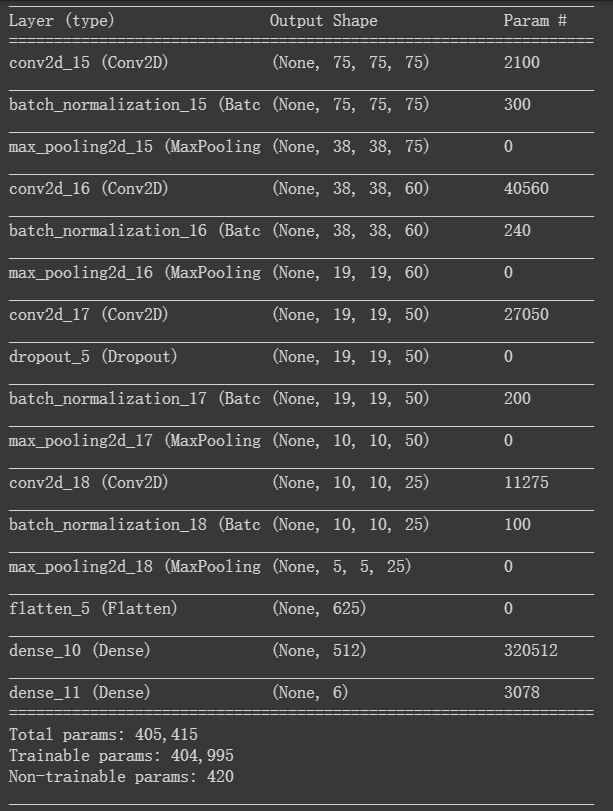 Layer (type) Output Shape Param #
=================================================================
conv2d_15 (Conv2D) (None, 75, 75, 75) 2100
batch_normalization_15 (Batc (None, 75, 75, 75) 300
max_pooling2d_15 (MaxPooling (None, 38, 38, 75) 0
conv2d_16 (Conv2D) (None, 38, 38, 60) 40560
batch_normalization_16 (Batc (None, 38, 38, 60) 240
max_pooling2d_16 (MaxPooling (None, 19, 19, 60) 0
conv2d_17 (Conv2D) (None, 19, 19, 50) 27050
dropout_5 (Dropout) (None, 19, 19, 50) 0
batch_normalization_17 (Batc (None, 19, 19, 50) 200
max_pooling2d_17 (MaxPooling (None, 10, 10, 50) 0
conv2d_18 (Conv2D) (None, 10, 10, 25) 11275
batch_normalization_18 (Batc (None, 10, 10, 25) 100
max_pooling2d_18 (MaxPooling (None, 5, 5, 25) 0
flatten_5 (Flatten) (None, 625) 0
dense_10 (Dense) (None, 512) 320512
dense_11 (Dense) (None, 6) 3078
=================================================================
Total params: 405,415
Trainable params: 404,995
Non-trainable params: 420